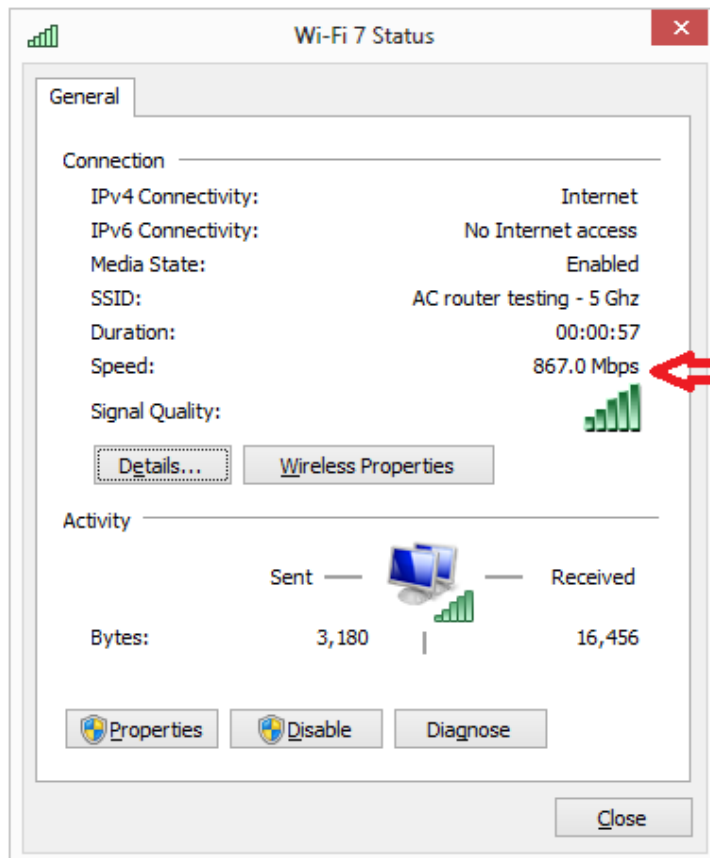 Wi-Fi 7 Status
General
Connection
IPv4 Connectivity: Internet
IPv6 Connectivity: No Internet access
Media State: Enabled
SSID: AC router testing - 5 Ghz
Duration: 00:00:57
Speed: 867.0 Mbps
Signal Quality:
Details... Wireless Properties
Activity
Sent Received
Bytes: 3,180 16,456
Properties Disable Diagnose
Close